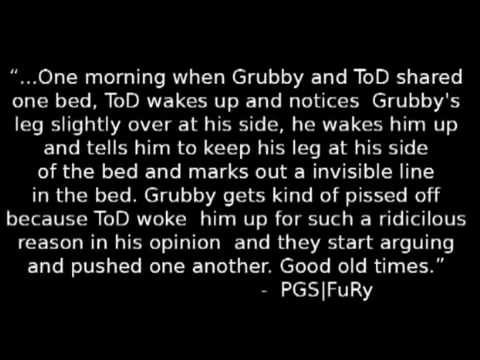 “...One morning when Grubby and ToD shared
one bed, ToD wakes up and notices  Grubby's
leg slightly over at his side, he wakes him up
and tells him to keep his leg at his side
of the bed and marks out a invisible line
in the bed. Grubby gets kind of pissed off
because ToD woke  him up for such a ridicilous
reason in his opinion  and they start arguing
and pushed one another. Good old times.”
-  PGS|FuRy